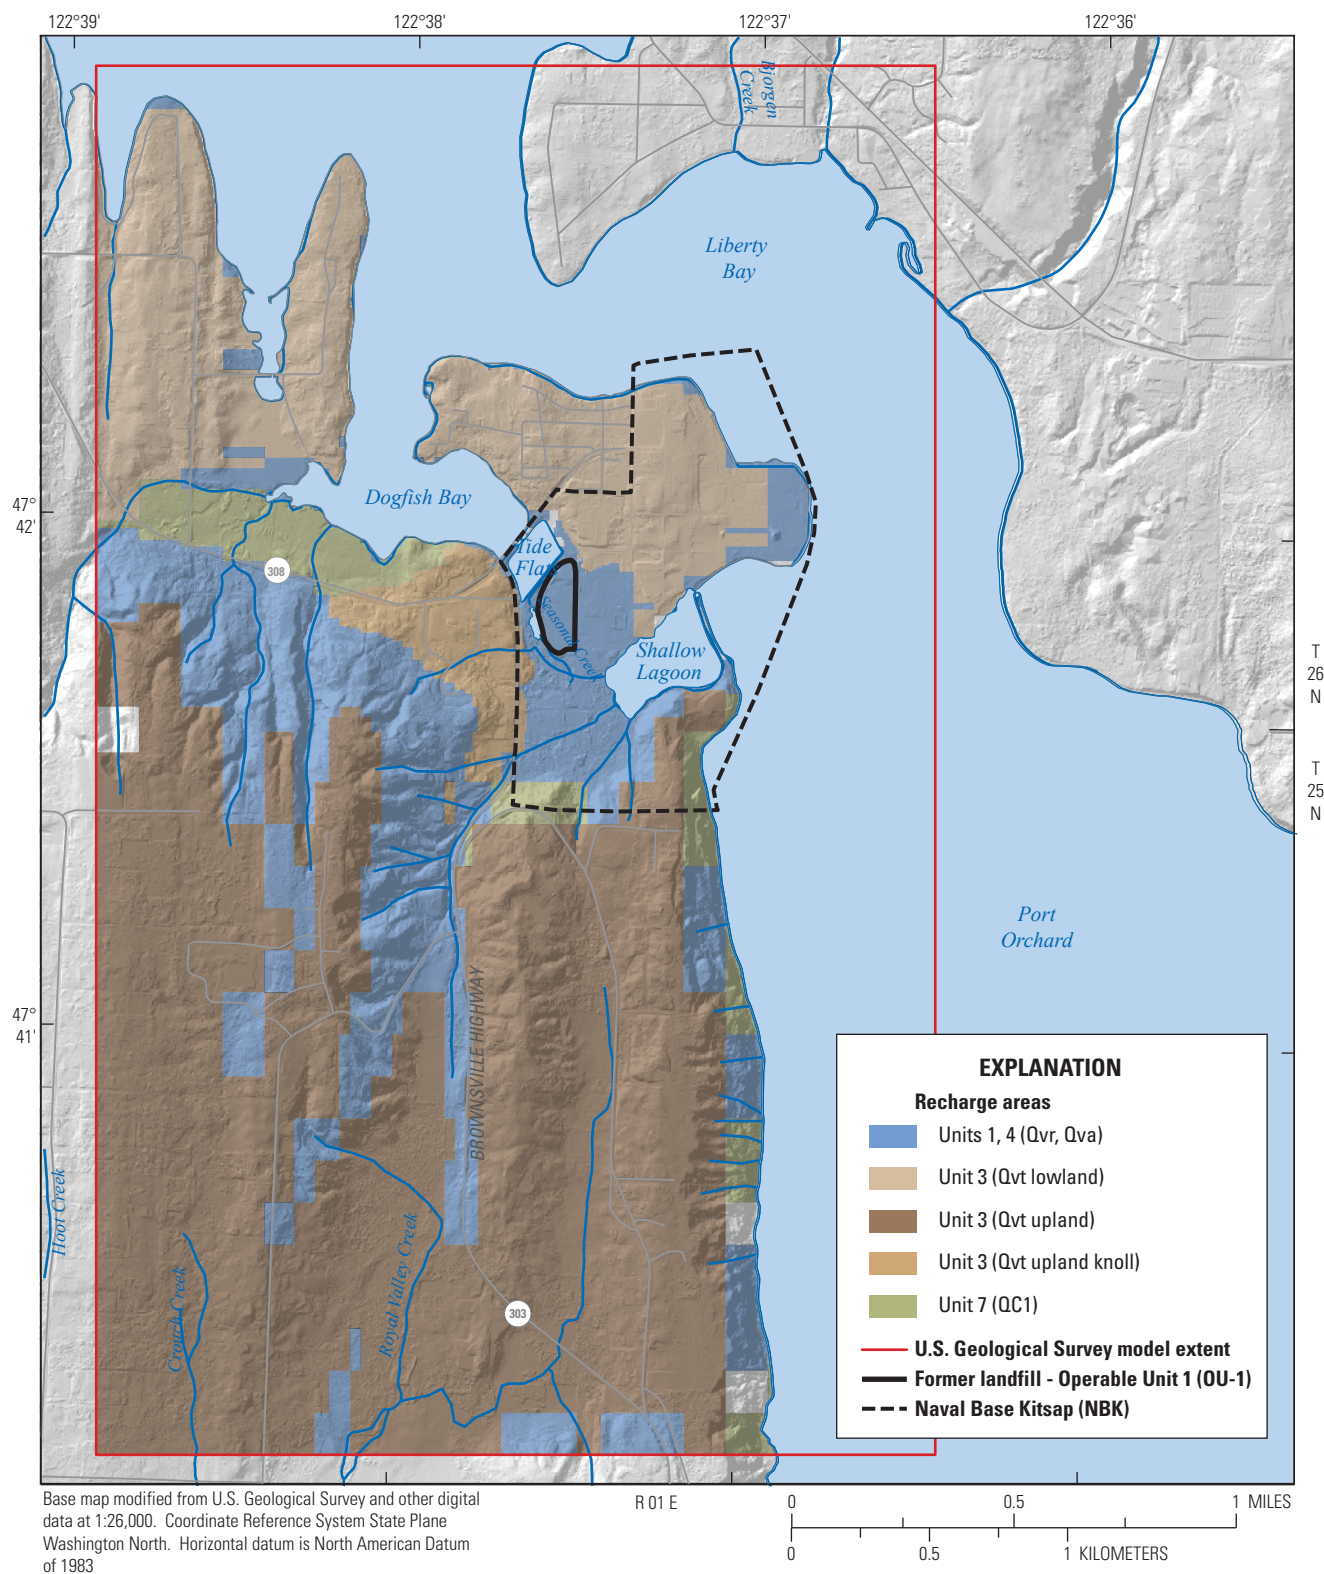 122°39'
122°38'
122°37'
122°36'
Bjorgen
Creek
Liberty
Bay
47°
42'
Dogfish Bay
Tide
Flat
308
Seasonal Creek
Shallow
Lagoon
T
26
N
T
25
N
Port
Orchard
47°
41'
BROWNSVILLE HIGHWAY
Hoot Creek
Crouch Creek
Royal Valley Creek
303
EXPLANATION
Recharge areas
Units 1, 4 (Qvr, Qva)
Unit 3 (Qvt lowland)
Unit 3 (Qvt upland)
Unit 3 (Qvt upland knoll)
Unit 7 (QC1)
U.S. Geological Survey model extent
Former landfill - Operable Unit 1 (OU-1)
Naval Base Kitsap (NBK)
Base map modified from U.S. Geological Survey and other digital
data at 1:26,000. Coordinate Reference System State Plane
Washington North. Horizontal datum is North American Datum
of 1983
R 01 E
0 0.5 1 MILES
0 0.5 1 KILOMETERS